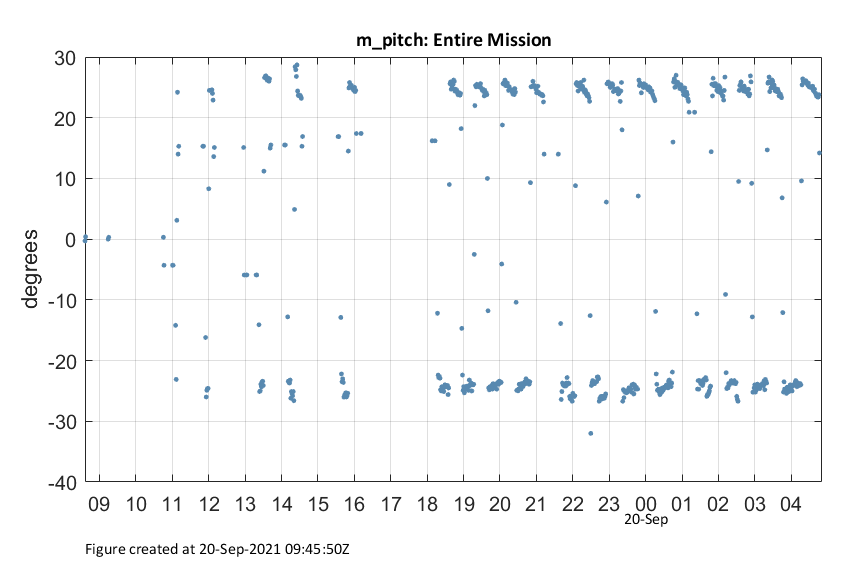 m_pitch: Entire Mission
30
20
10
0
-10
-20
-30
-40
degrees
09 10 11 12 13 14 15 16 17 18 19 20 21 22 23 00 01 02 03 04
20-Sep
Figure created at 20-Sep-2021 09:45:50Z